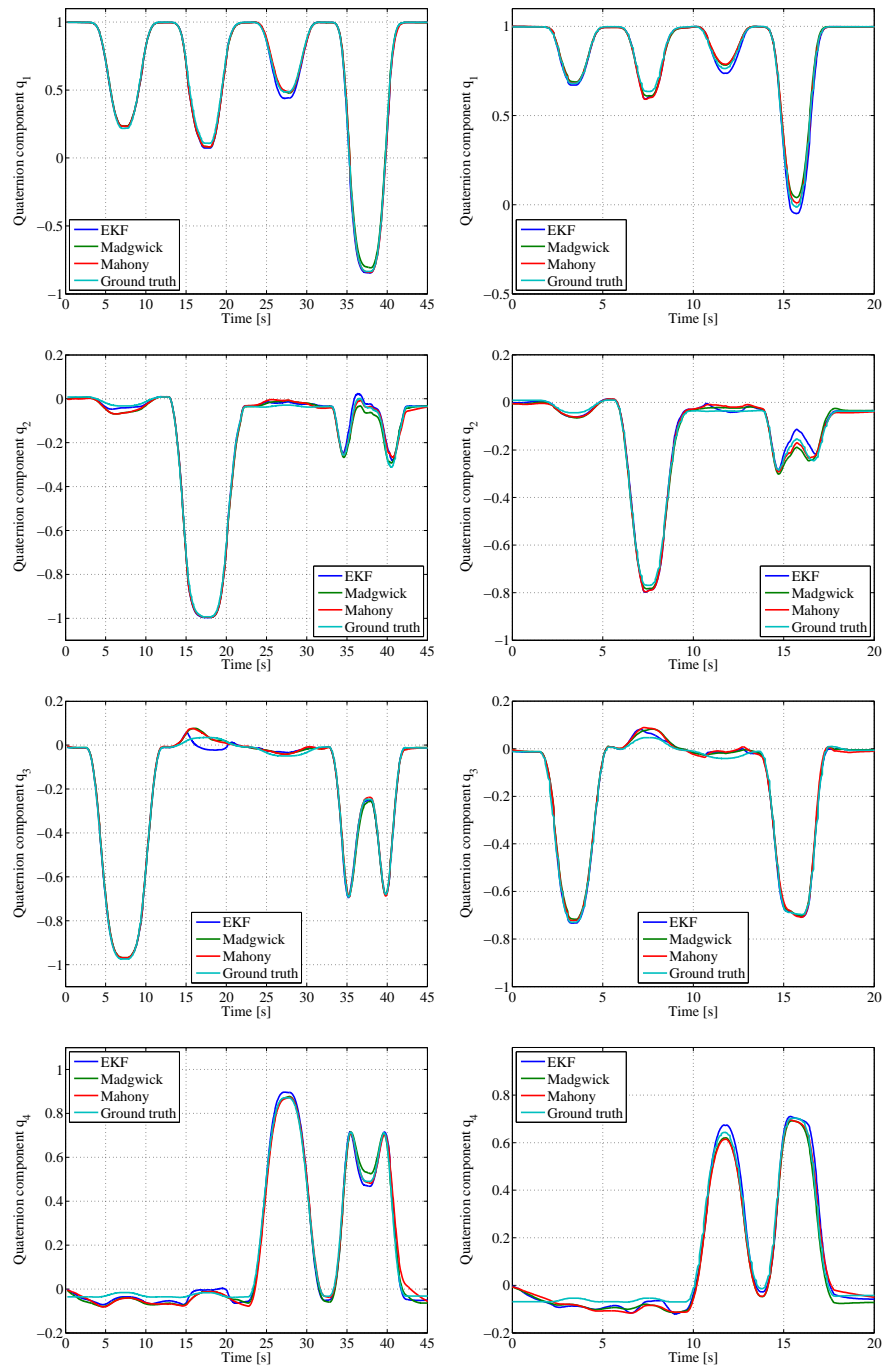 1
0.5
0
−0.5
−1
0 5 10 15 20 25 30 35 40 45
Time [s]
Quaternion component q1
EKF
Madgwick
Mahony
Ground truth
1
0.5
0
−0.5
0 5 10 15 20
Time [s]
Quaternion component q1
EKF
Madgwick
Mahony
Ground truth
0.2
0
−0.2
−0.4
−0.6
−0.8
−1
0 5 10 15 20 25 30 35 40 45
Time [s]
Quaternion component q2
EKF
Madgwick
Mahony
Ground truth
0.2
0
−0.2
−0.4
−0.6
−0.8
−1
0 5 10 15 20
Time [s]
Quaternion component q2
EKF
Madgwick
Mahony
Ground truth
0.2
0
−0.2
−0.4
−0.6
−0.8
−1
0 5 10 15 20 25 30 35 40 45
Time [s]
Quaternion component q3
EKF
Madgwick
Mahony
Ground truth
0.2
0
−0.2
−0.4
−0.6
−0.8
−1
0 5 10 15 20
Time [s]
Quaternion component q3
EKF
Madgwick
Mahony
Ground truth
1
0.8
0.6
0.4
0.2
0
−0.2
0 5 10 15 20 25 30 35 40 45
Time [s]
Quaternion component q4
EKF
Madgwick
Mahony
Ground truth
0.8
0.6
0.4
0.2
0
−0.2
0 5 10 15 20
Time [s]
Quaternion component q4
EKF
Madgwick
Mahony
Ground truth